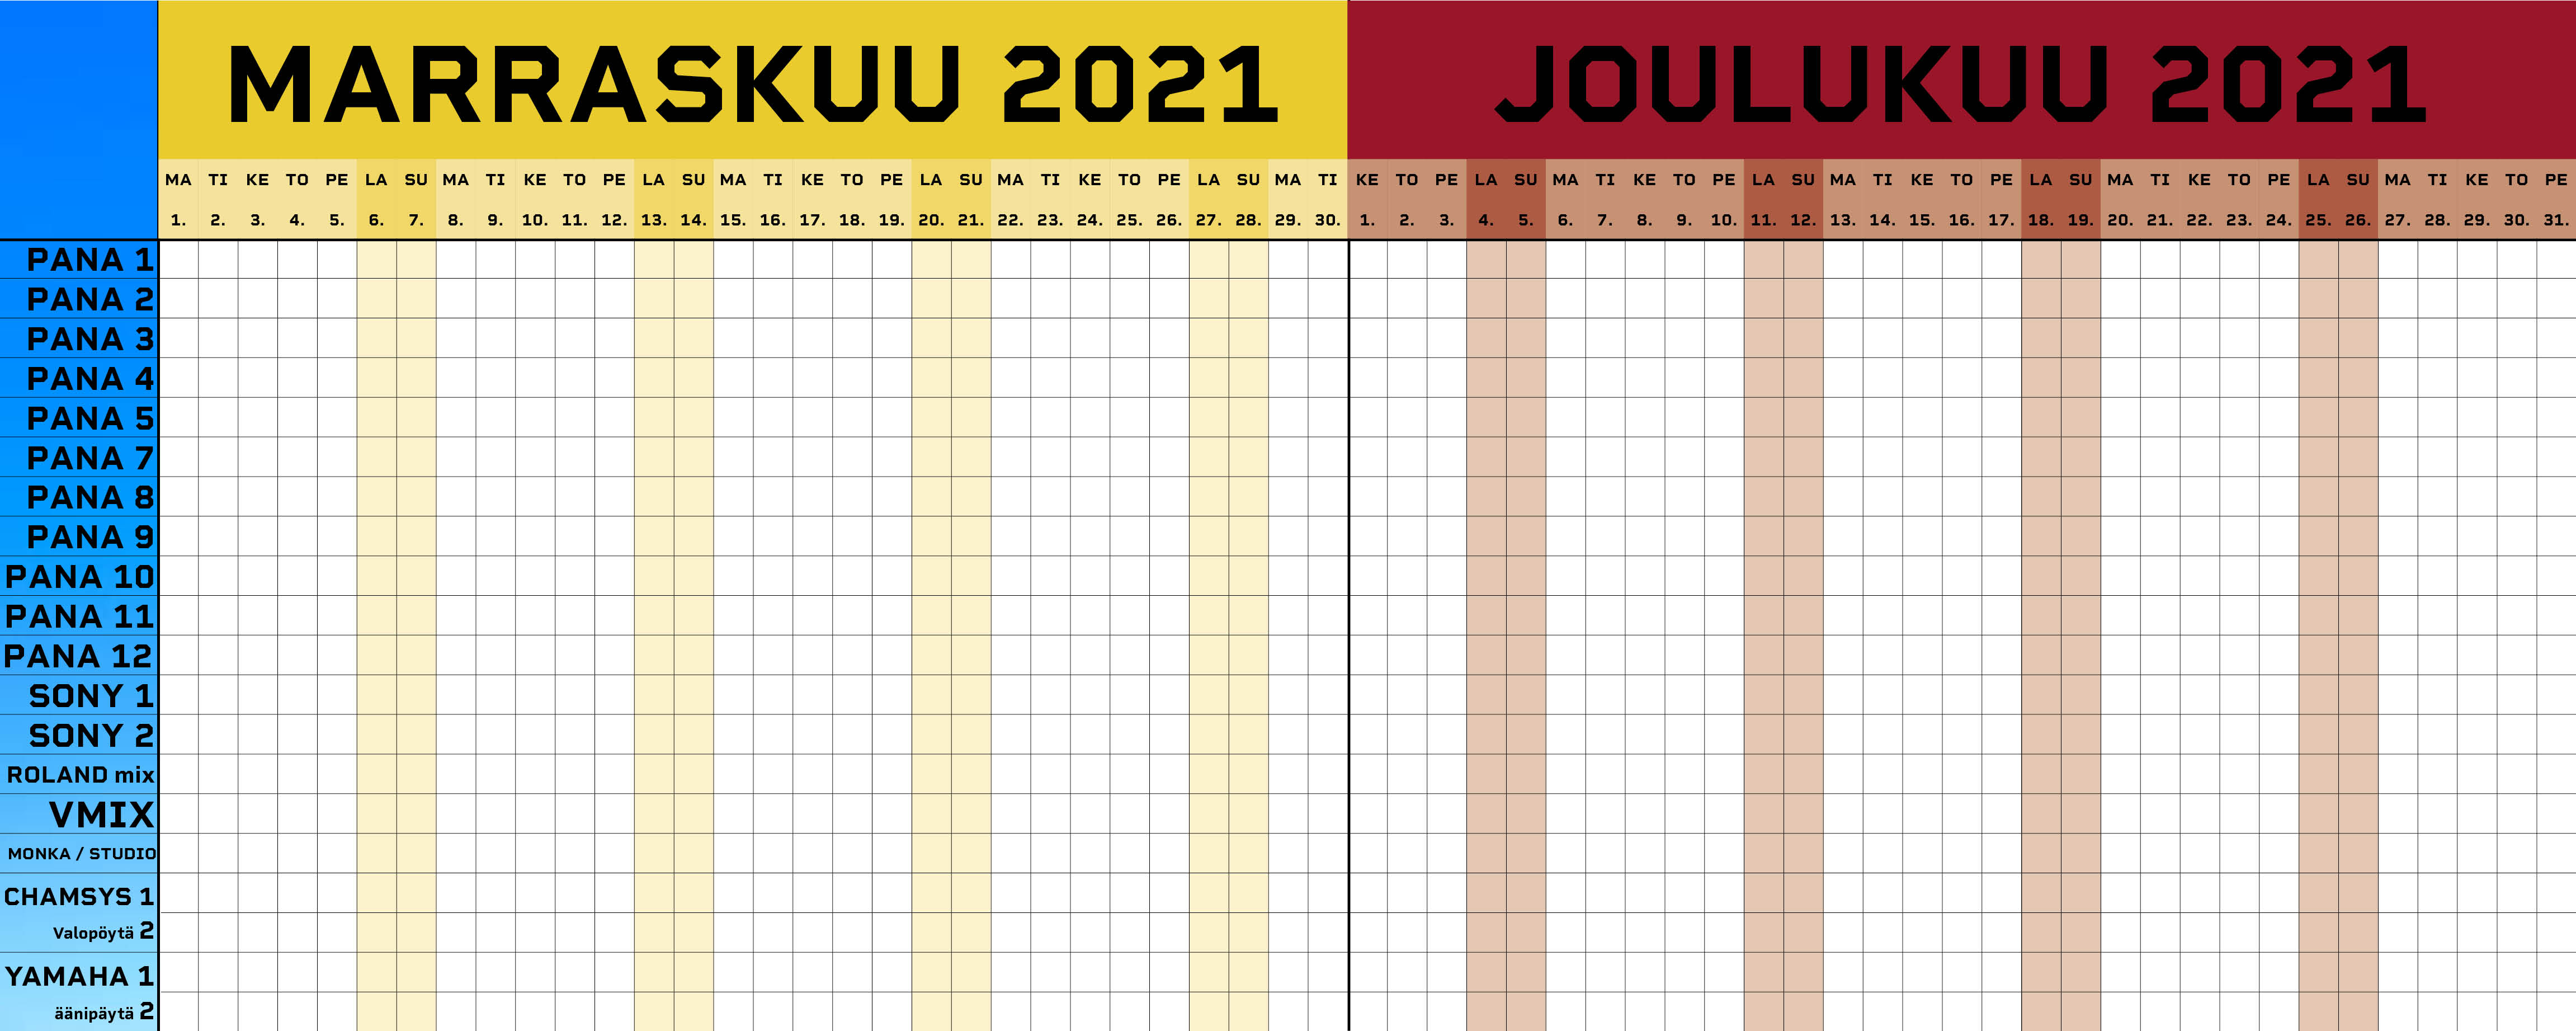 MARRASKUU 2021 JOULUKUU 2021
MA TI KE TO PE LA SU MA TI KE TO PE LA SU MA TI KE TO PE LA SU MA TI KE TO PE LA SU MA TI KE TO PE LA SU MA TI KE TO PE LA SU MA TI KE TO PE LA SU MA TI KE TO PE LA SU MA TI KE TO PE
1. 2. 3. 4. 5. 6. 7. 8. 9. 10. 11. 12. 13. 14. 15. 16. 17. 18. 19. 20. 21. 22. 23. 24. 25. 26. 27. 28. 29. 30. 1. 2. 3. 4. 5. 6. 7. 8. 9. 10. 11. 12. 13. 14. 15. 16. 17. 18. 19. 20. 21. 22. 23. 24. 25. 26. 27. 28. 29. 30. 31.
PANA 1
PANA 2
PANA 3
PANA 4
PANA 5
PANA 7
PANA 8
PANA 9
PANA 10
PANA 11
PANA 12
SONY 1
SONY 2
ROLAND mix
VMIX
MONKA / STUDIO
CHAMSYS 1
Valopöytä 2
YAMAHA 1
äänipäytä 2